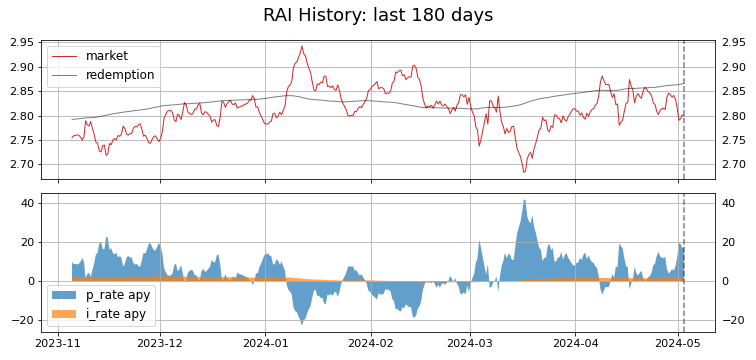 RAI History: last 180 days
2.95 2.95
market
redemption
2.90 2.90
2.85 2.85
2.80 2.80
2.75 2.75
2.70 2.70
40 40
20 20
0 0
p_rate apy
i_rate apy
−20 −20
2023-11 2023-12 2024-01 2024-02 2024-03 2024-04 2024-05